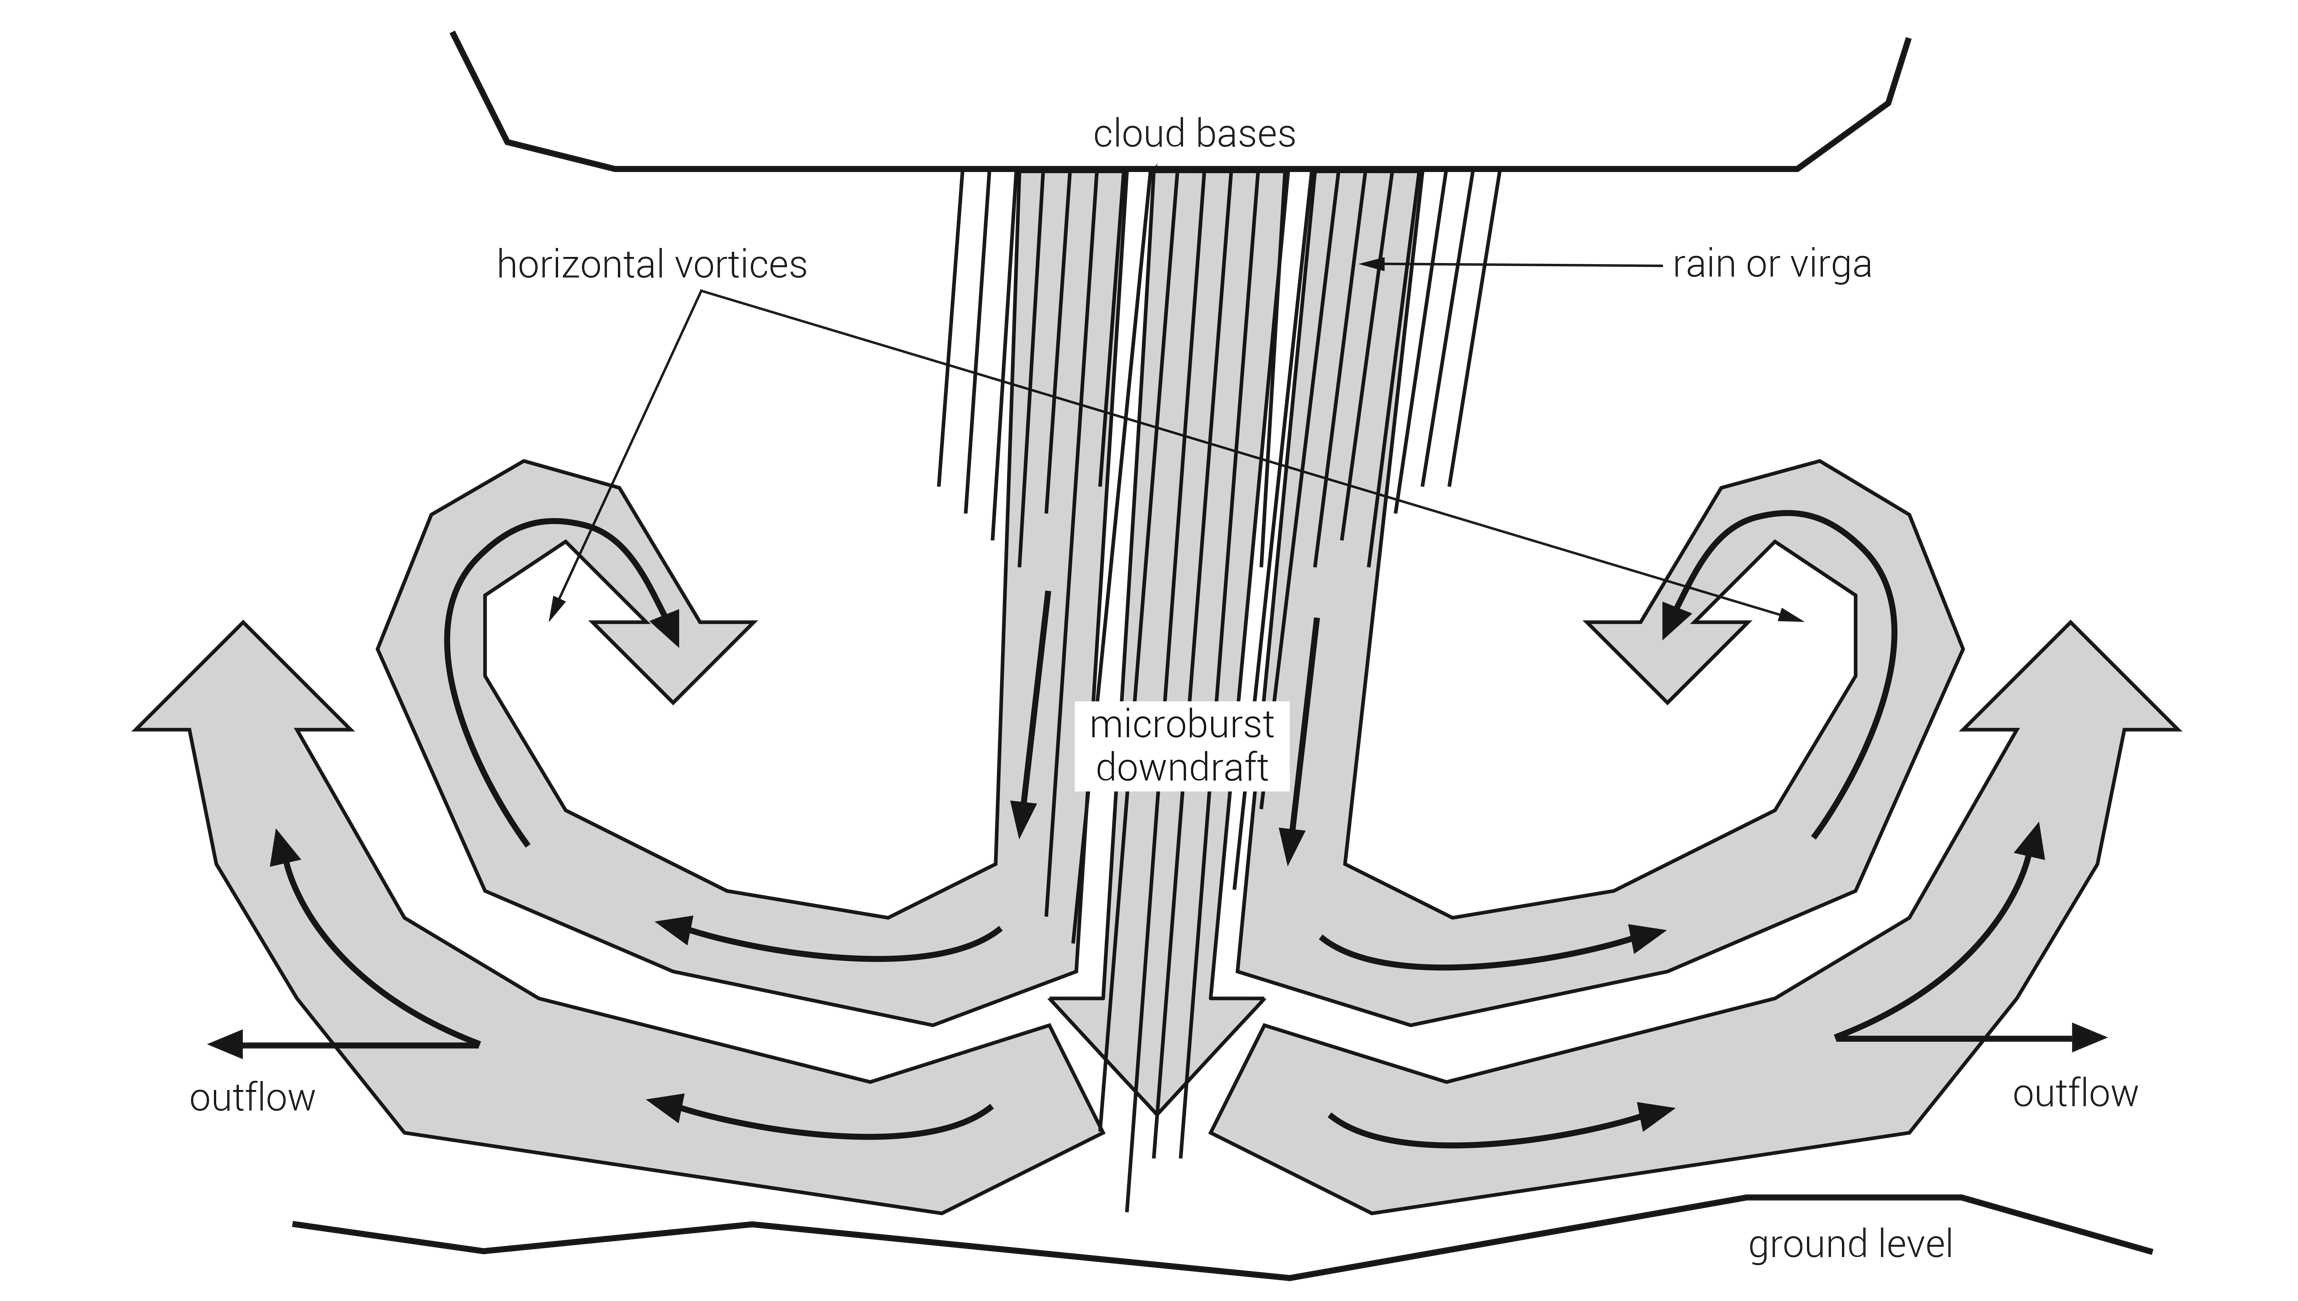 cloud bases
horizontal vortices
rain or virga
microburst
downdraft
outflow
outflow
ground level